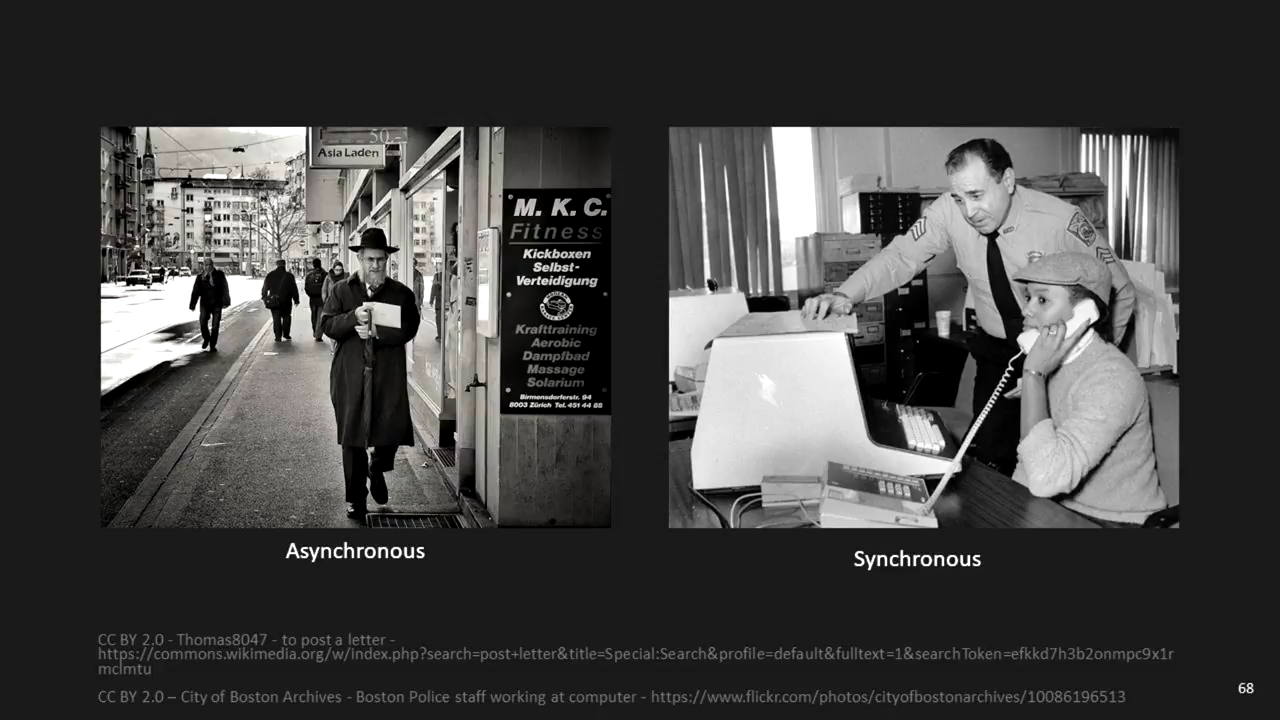 50.-
Asia Laden
M. K. C.
Fitness
Kickboxen
Selbst-
Verteidigung
Krafttraining
Aerobic
Dampfbad
Massage
Solarium
Birmensdorferstr. 94
8003 Zürich Tel. 451 44 88
Asynchronous
Synchronous
CC BY 2.0 - Thomas8047 - to post a letter -
https://commons.wikimedia.org/w/index.php?search=post+letter&title=Special:Search&profile=default&fulltext=1&searchToken=efkkd7h3b2onmpc9x1r
mclmtu
CC BY 2.0 – City of Boston Archives - Boston Police staff working at computer - https://www.flickr.com/photos/cityofbostonarchives/10086196513
68